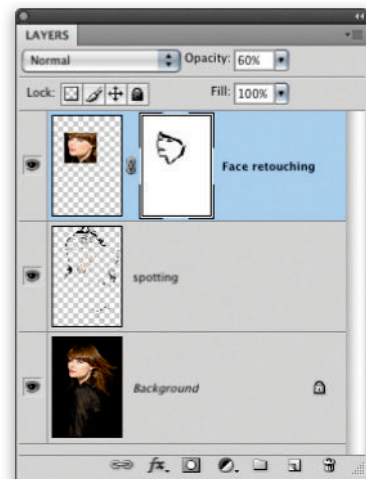 LAYERS
Normal Opacity: 60%
Lock: Fill: 100%
Face retouching
spotting
Background
fx.